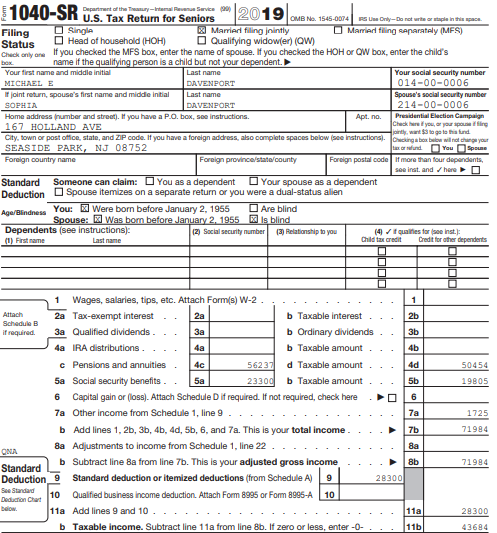 Form 1040-SR Department of the Treasury—Internal Revenue Service (99) U.S. Tax Return for Seniors 2019 OMB No. 1545-0074 IRS Use Only—Do not write or staple in this space.
Filing Status Check only one box.
☐ Single ☒ Married filing jointly ☐ Married filing separately (MFS)
☐ Head of household (HOH) ☐ Qualifying widow(er) (QW)
If you checked the MFS box, enter the name of spouse. If you checked the HOH or QW box, enter the child's
name if the qualifying person is a child but not your dependent. ▶
Your first name and middle initial Last name Your social security number
MICHAEL E DAVENPORT 014-00-0006
If joint return, spouse's first name and middle initial Last name Spouse's social security number
SOPHIA DAVENPORT 214-00-0006
Home address (number and street). If you have a P.O. box, see instructions. Apt. no.
167 HOLLAND AVE
Presidential Election Campaign
Check here if you, or your spouse if filing
jointly, want $3 to go to this fund.
Checking a box below will not change your
tax or refund. ☐ You ☐ Spouse
City, town or post office, state, and ZIP code. If you have a foreign address, also complete spaces below (see instructions).
SEASIDE PARK, NJ 08752
Foreign country name Foreign province/state/county Foreign postal code If more than four dependents,
see inst. and ✓ here ▶ ☐
Standard Deduction
Someone can claim: ☐ You as a dependent ☐ Your spouse as a dependent
☐ Spouse itemizes on a separate return or you were a dual-status alien
Age/Blindness
You: ☒ Were born before January 2, 1955 ☐ Are blind
Spouse: ☒ Was born before January 2, 1955 ☒ Is blind
Dependents (see instructions): (2) Social security number (3) Relationship to you (4) ✓ if qualifies for (see inst.):
(1) First name Last name Child tax credit Credit for other dependents
1 Wages, salaries, tips, etc. Attach Form(s) W-2 1
Attach Schedule B if required.
2a Tax-exempt interest 2a b Taxable interest 2b
3a Qualified dividends 3a b Ordinary dividends 3b
4a IRA distributions 4a b Taxable amount 4b
c Pensions and annuities 4c 56237 d Taxable amount 4d 50454
5a Social security benefits 5a 23300 b Taxable amount 5b 19805
6 Capital gain or (loss). Attach Schedule D if required. If not required, check here ▶ ☐ 6
7a Other income from Schedule 1, line 9 7a 1725
b Add lines 1, 2b, 3b, 4b, 4d, 5b, 6, and 7a. This is your total income ▶ 7b 71984
8a Adjustments to income from Schedule 1, line 22 8a
b Subtract line 8a from line 7b. This is your adjusted gross income ▶ 8b 71984
QNA
Standard Deduction
See Standard Deduction Chart below.
9 Standard deduction or itemized deductions (from Schedule A) 9 28300
10 Qualified business income deduction. Attach Form 8995 or Form 8995-A 10
11a Add lines 9 and 10 11a 28300
b Taxable income. Subtract line 11a from line 8b. If zero or less, enter -0- 11b 43684